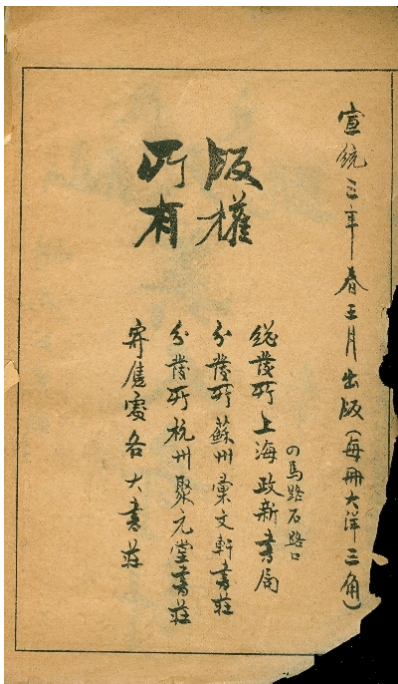 宣統三年春三月出版(每冊大洋三角)
版權
所有
の馬路石路口
總發所上海政新書局
分發所蘇州彙文軒書莊
分發所杭州聚元堂書莊
寄售處各大書莊